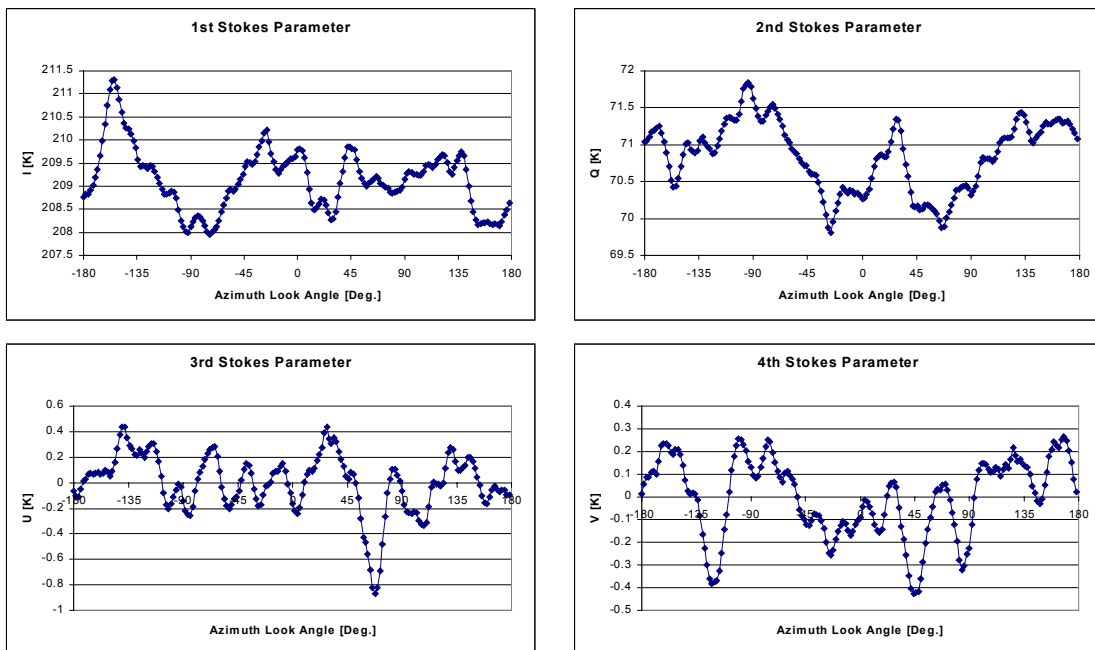 1st Stokes Parameter
I [K]
211.5
211
210.5
210
209.5
209
208.5
208
207.5
-180 -135 -90 -45 0 45 90 135 180
Azimuth Look Angle [Deg.]
2nd Stokes Parameter
Q [K]
72
71.5
71
70.5
70
69.5
-180 -135 -90 -45 0 45 90 135 180
Azimuth Look Angle [Deg.]
3rd Stokes Parameter
U [K]
0.6
0.4
0.2
0
-0.2
-0.4
-0.6
-0.8
-1
-180 -135 -90 -45 0 45 90 135 180
Azimuth Look Angle [Deg.]
4th Stokes Parameter
V [K]
0.4
0.3
0.2
0.1
0
-0.1
-0.2
-0.3
-0.4
-0.5
-180 -135 -90 -45 0 45 90 135 180
Azimuth Look Angle [Deg.]